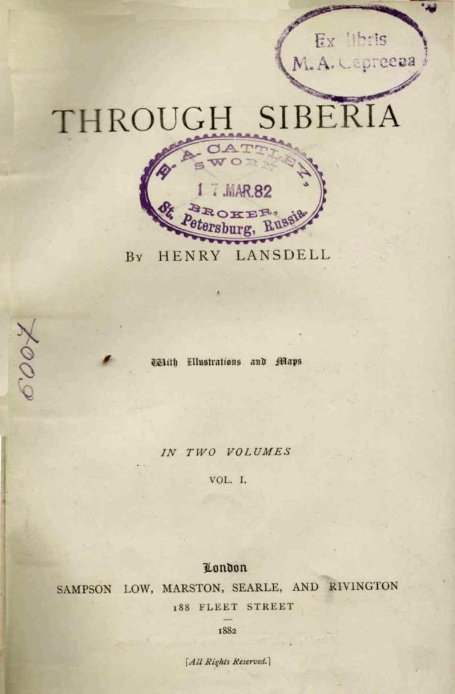 Ex libris
М. А. Сергеева
THROUGH SIBERIA
E. A. CATTLEY,
SWORN
17.MAR.82
BROKER,
St. Petersburg, Russia.
BY HENRY LANSDELL
With Illustrations and Maps
IN TWO VOLUMES
VOL. I.
London
SAMPSON LOW, MARSTON, SEARLE, AND RIVINGTON
188 FLEET STREET
1882
[All Rights Reserved.]